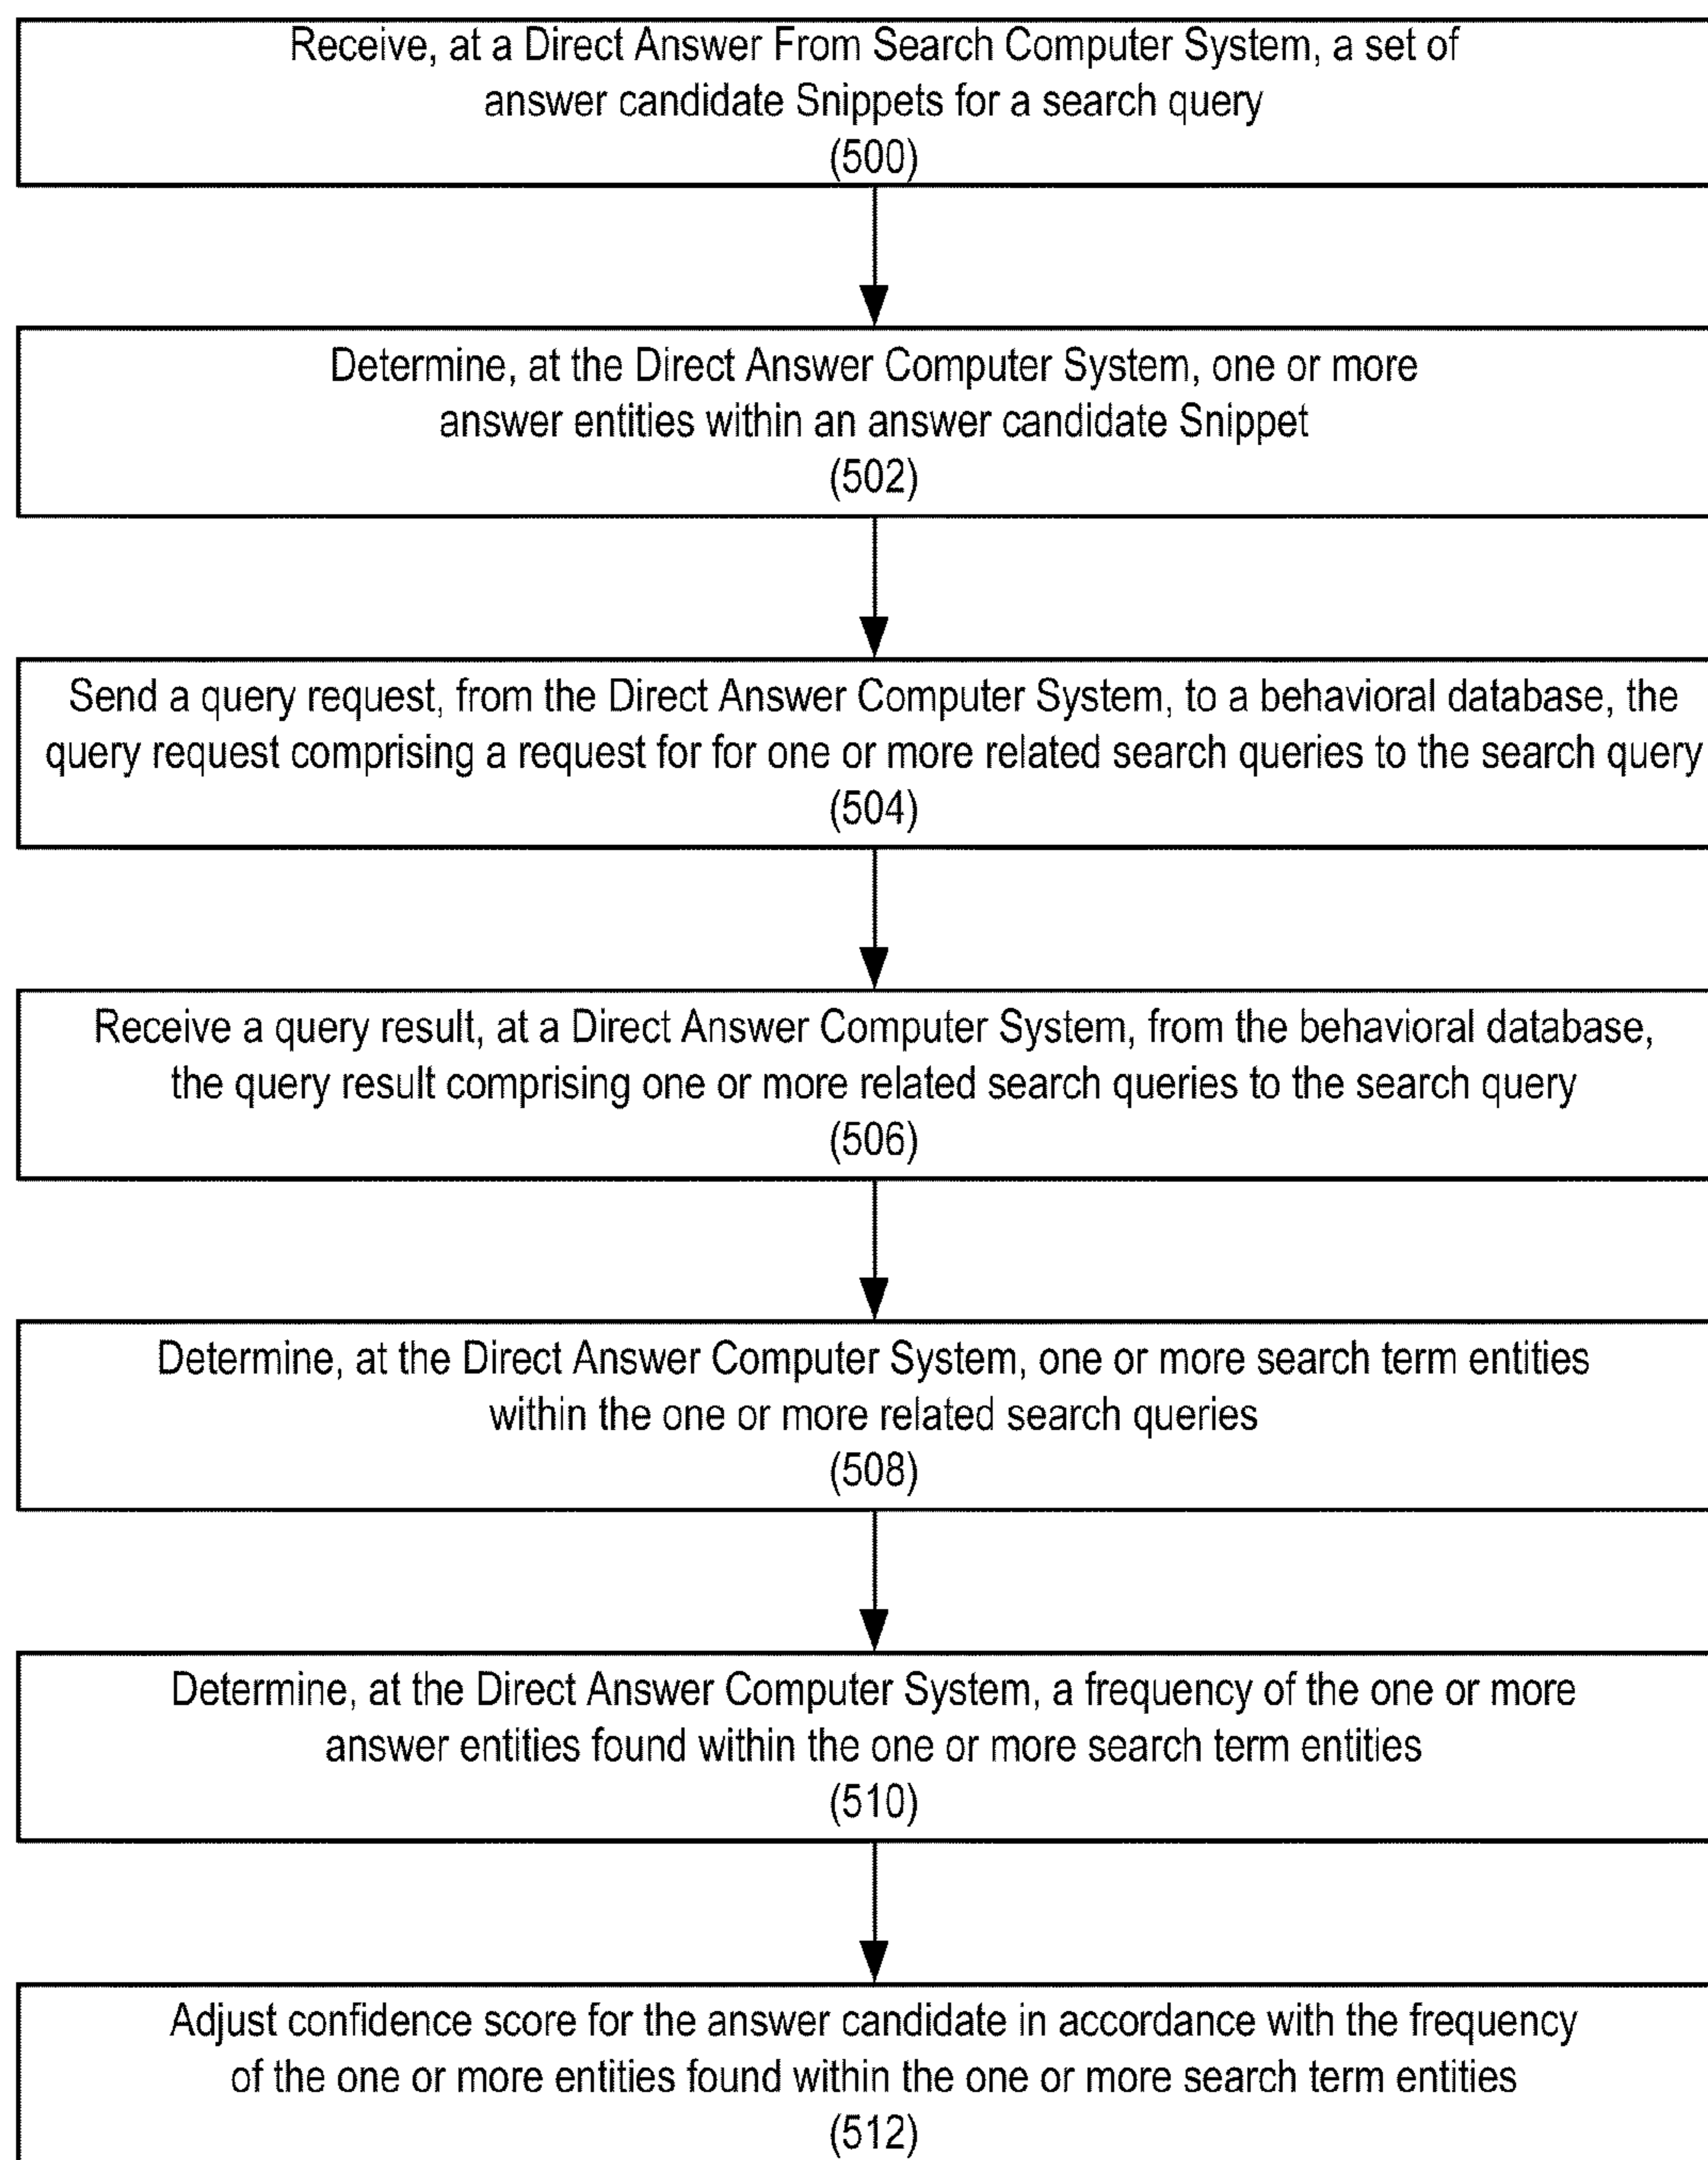 Receive, at a Direct Answer From Search Computer System, a set of
answer candidate Snippets for a search query
(500)
Determine, at the Direct Answer Computer System, one or more
answer entities within an answer candidate Snippet
(502)
Send a query request, from the Direct Answer Computer System, to a behavioral database, the
query request comprising a request for for one or more related search queries to the search query
(504)
Receive a query result, at a Direct Answer Computer System, from the behavioral database,
the query result comprising one or more related search queries to the search query
(506)
Determine, at the Direct Answer Computer System, one or more search term entities
within the one or more related search queries
(508)
Determine, at the Direct Answer Computer System, a frequency of the one or more
answer entities found within the one or more search term entities
(510)
Adjust confidence score for the answer candidate in accordance with the frequency
of the one or more entities found within the one or more search term entities
(512)